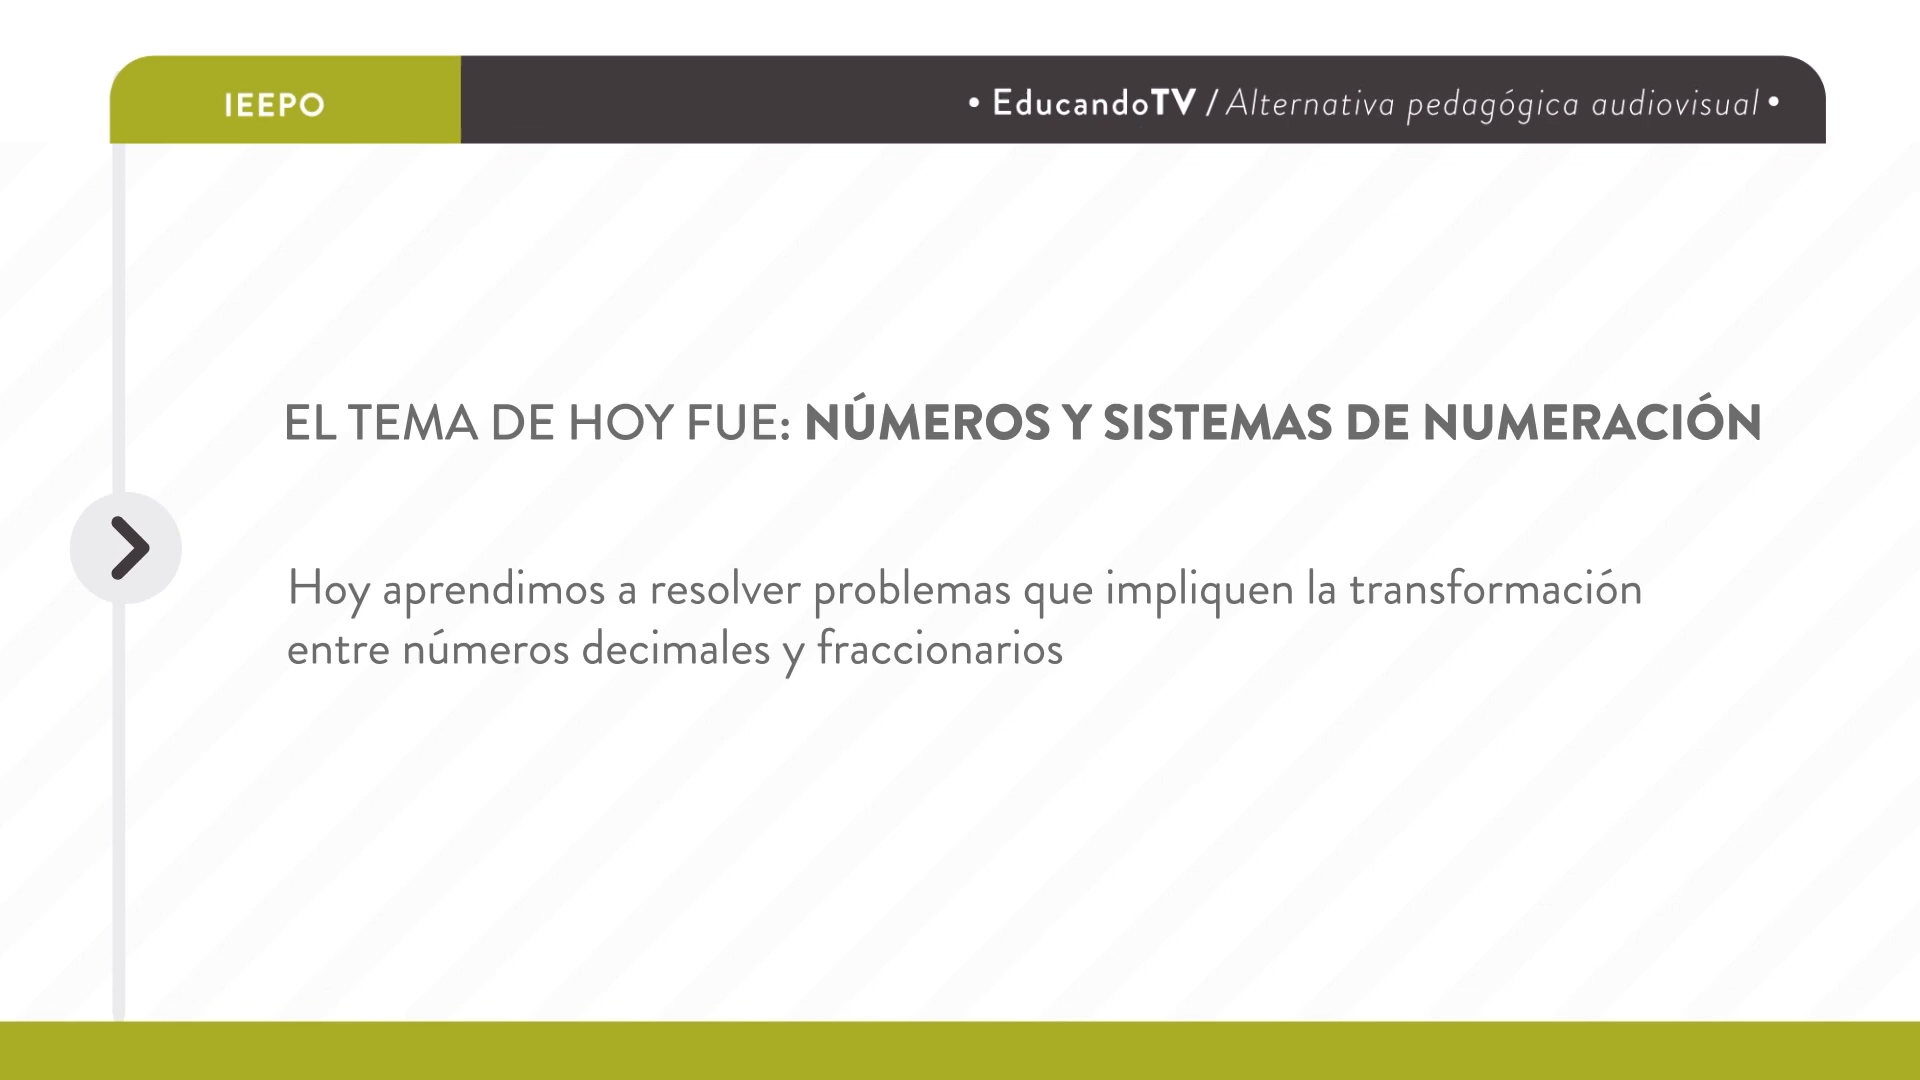 IEEPO
• EducandoTV / Alternativa pedagógica audiovisual •
EL TEMA DE HOY FUE: NÚMEROS Y SISTEMAS DE NUMERACIÓN
Hoy aprendimos a resolver problemas que impliquen la transformación
entre números decimales y fraccionarios